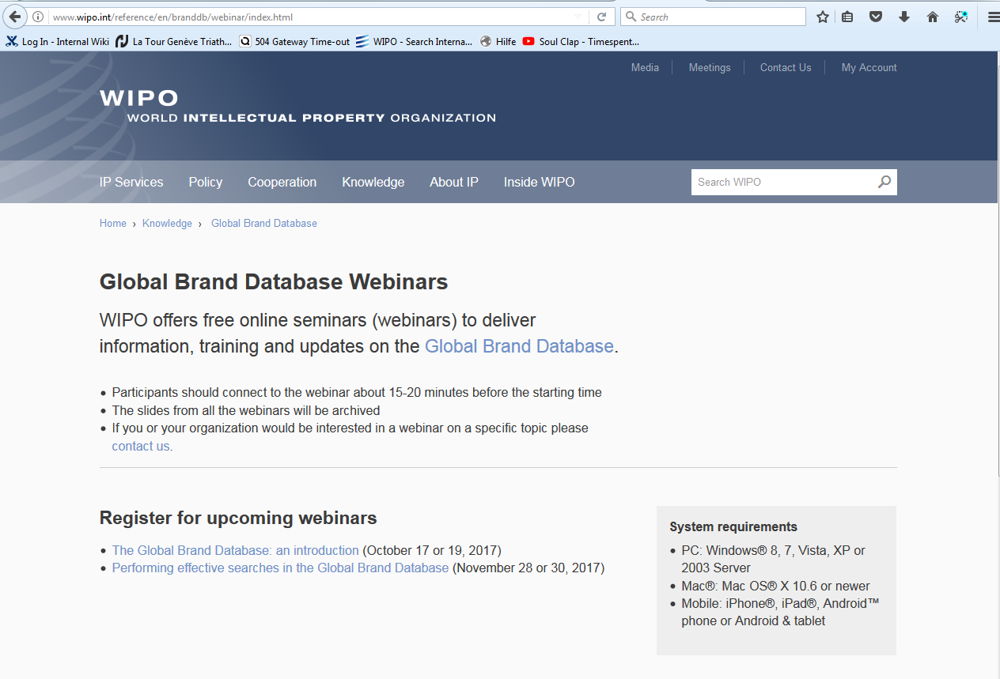 www.wipo.int/reference/en/branddb/webinar/index.html
Search
Log In - Internal Wiki
La Tour Genève Triath...
504 Gateway Time-out
WIPO - Search Interna...
Hilfe
Soul Clap - Timespent...
Media
Meetings
Contact Us
My Account
WIPO
WORLD INTELLECTUAL PROPERTY ORGANIZATION
IP Services
Policy
Cooperation
Knowledge
About IP
Inside WIPO
Search WIPO
Home › Knowledge › Global Brand Database
Global Brand Database Webinars
WIPO offers free online seminars (webinars) to deliver
information, training and updates on the Global Brand Database.
• Participants should connect to the webinar about 15-20 minutes before the starting time
• The slides from all the webinars will be archived
• If you or your organization would be interested in a webinar on a specific topic please
contact us.
Register for upcoming webinars
• The Global Brand Database: an introduction (October 17 or 19, 2017)
• Performing effective searches in the Global Brand Database (November 28 or 30, 2017)
System requirements
• PC: Windows® 8, 7, Vista, XP or
2003 Server
• Mac®: Mac OS® X 10.6 or newer
• Mobile: iPhone®, iPad®, Android™
phone or Android & tablet